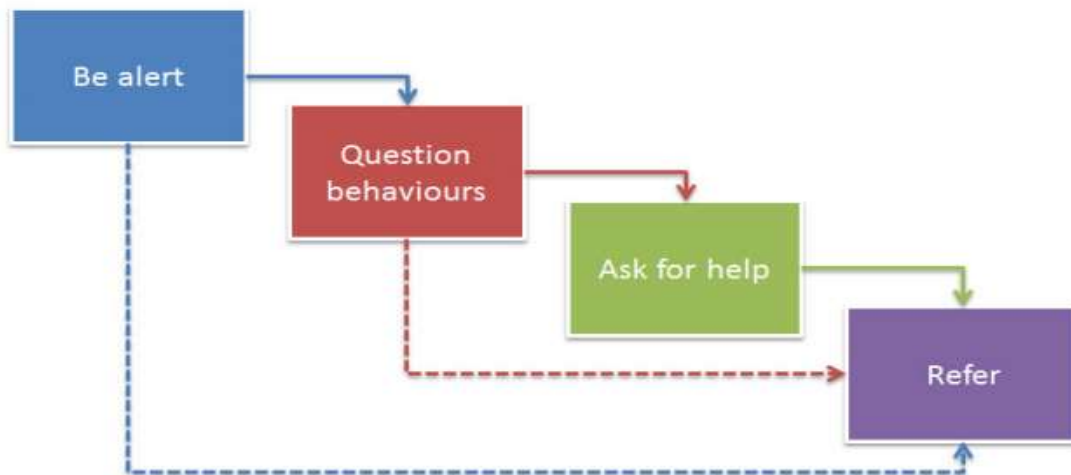 Be alert
Question
behaviours
Ask for help
Refer